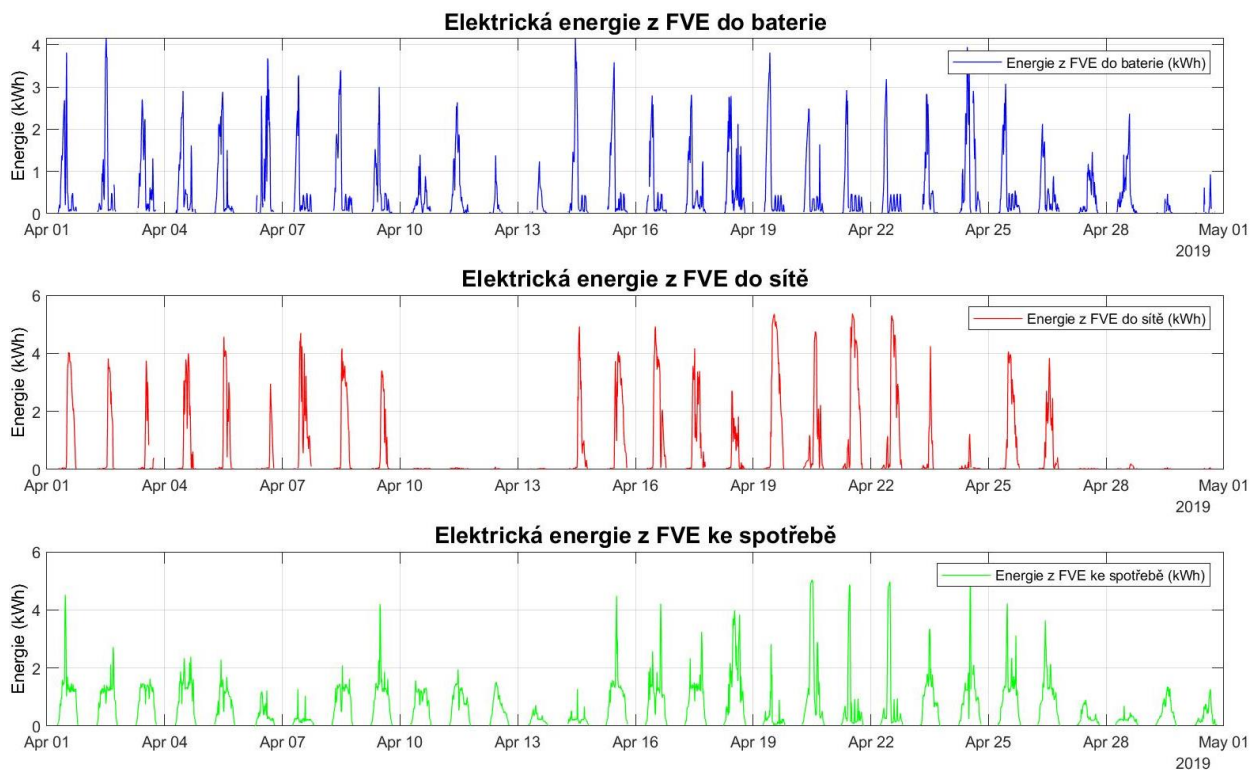 Elektrická energie z FVE do baterie
Energie (kWh)
4
3
2
1
0
Energie z FVE do baterie (kWh)
Apr 01 Apr 04 Apr 07 Apr 10 Apr 13 Apr 16 Apr 19 Apr 22 Apr 25 Apr 28 May 01
2019
Elektrická energie z FVE do sítě
Energie (kWh)
6
4
2
0
Energie z FVE do sítě (kWh)
Apr 01 Apr 04 Apr 07 Apr 10 Apr 13 Apr 16 Apr 19 Apr 22 Apr 25 Apr 28 May 01
2019
Elektrická energie z FVE ke spotřebě
Energie (kWh)
6
4
2
0
Energie z FVE ke spotřebě (kWh)
Apr 01 Apr 04 Apr 07 Apr 10 Apr 13 Apr 16 Apr 19 Apr 22 Apr 25 Apr 28 May 01
2019